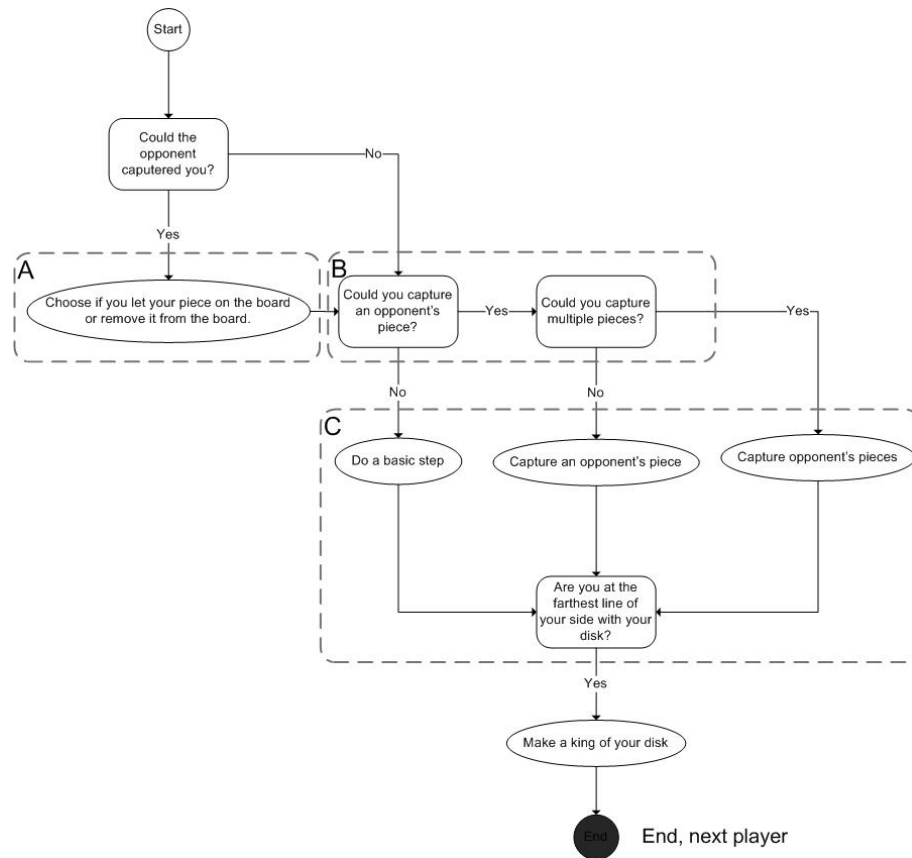 Start
Could the
opponent
caputered you?
No
Yes
A
Choose if you let your piece on the board
or remove it from the board.
B
Could you capture
an opponent's
piece?
Yes
Could you capture
multiple pieces?
Yes
No
No
C
Do a basic step
Capture an opponent's piece
Capture opponent's pieces
Are you at the
farthest line of
your side with your
disk?
Yes
Make a king of your disk
End
End, next player